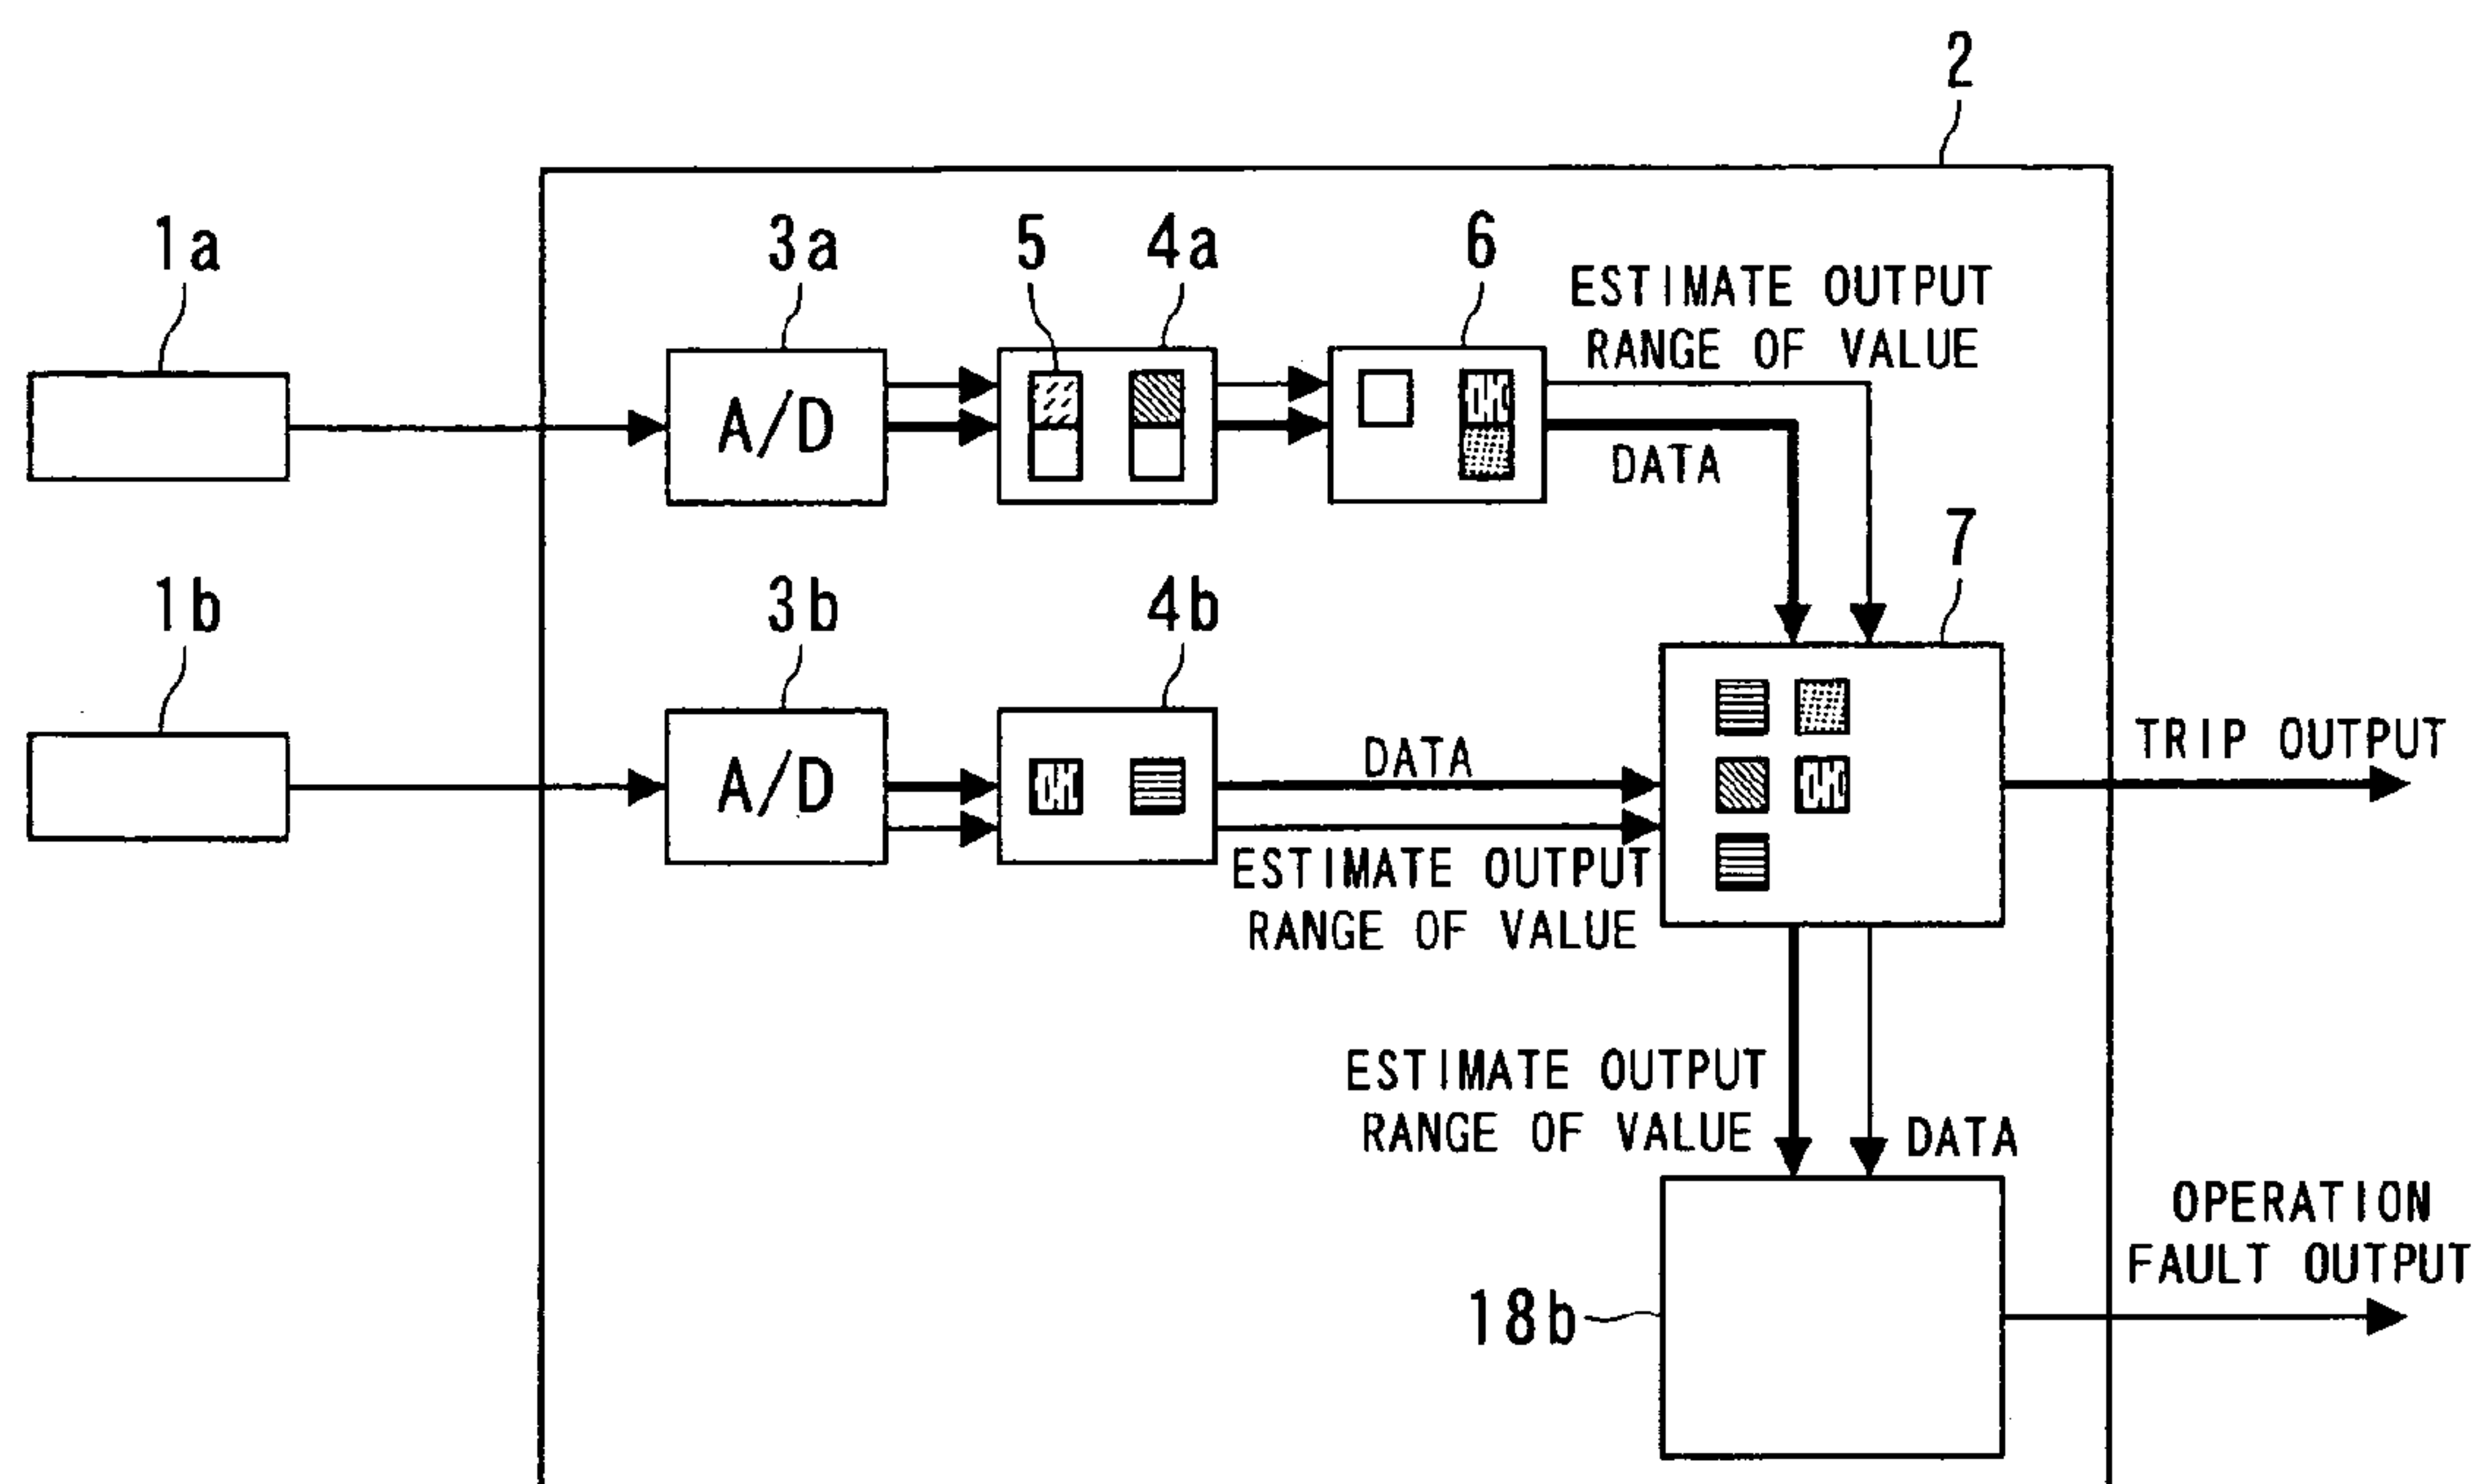 2
1a
3a
5
4a
6
ESTIMATE OUTPUT
RANGE OF VALUE
A/D
DATA
7
1b
3b
4b
A/D
DATA
TRIP OUTPUT
ESTIMATE OUTPUT
RANGE OF VALUE
ESTIMATE OUTPUT
RANGE OF VALUE
DATA
OPERATION
FAULT OUTPUT
18b